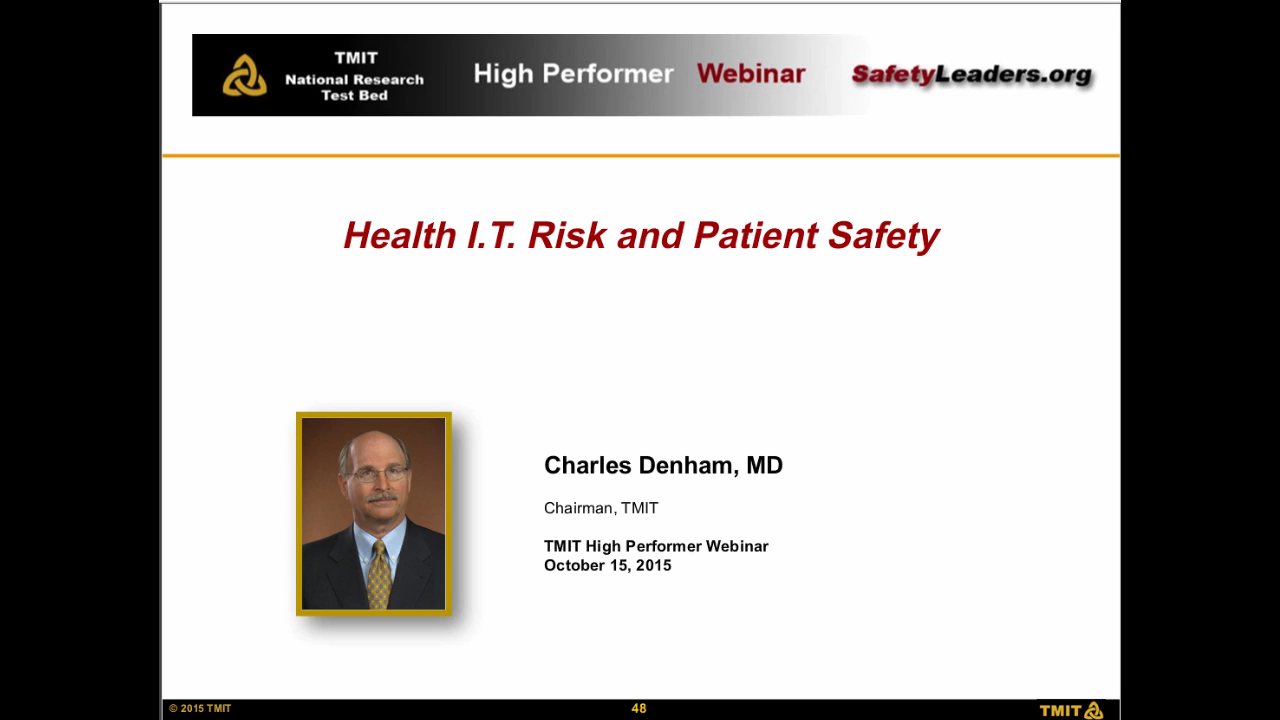 TMIT
National Research
Test Bed
High Performer Webinar
SafetyLeaders.org
Health I.T. Risk and Patient Safety
Charles Denham, MD
Chairman, TMIT
TMIT High Performer Webinar
October 15, 2015
© 2015 TMIT
48
TMIT